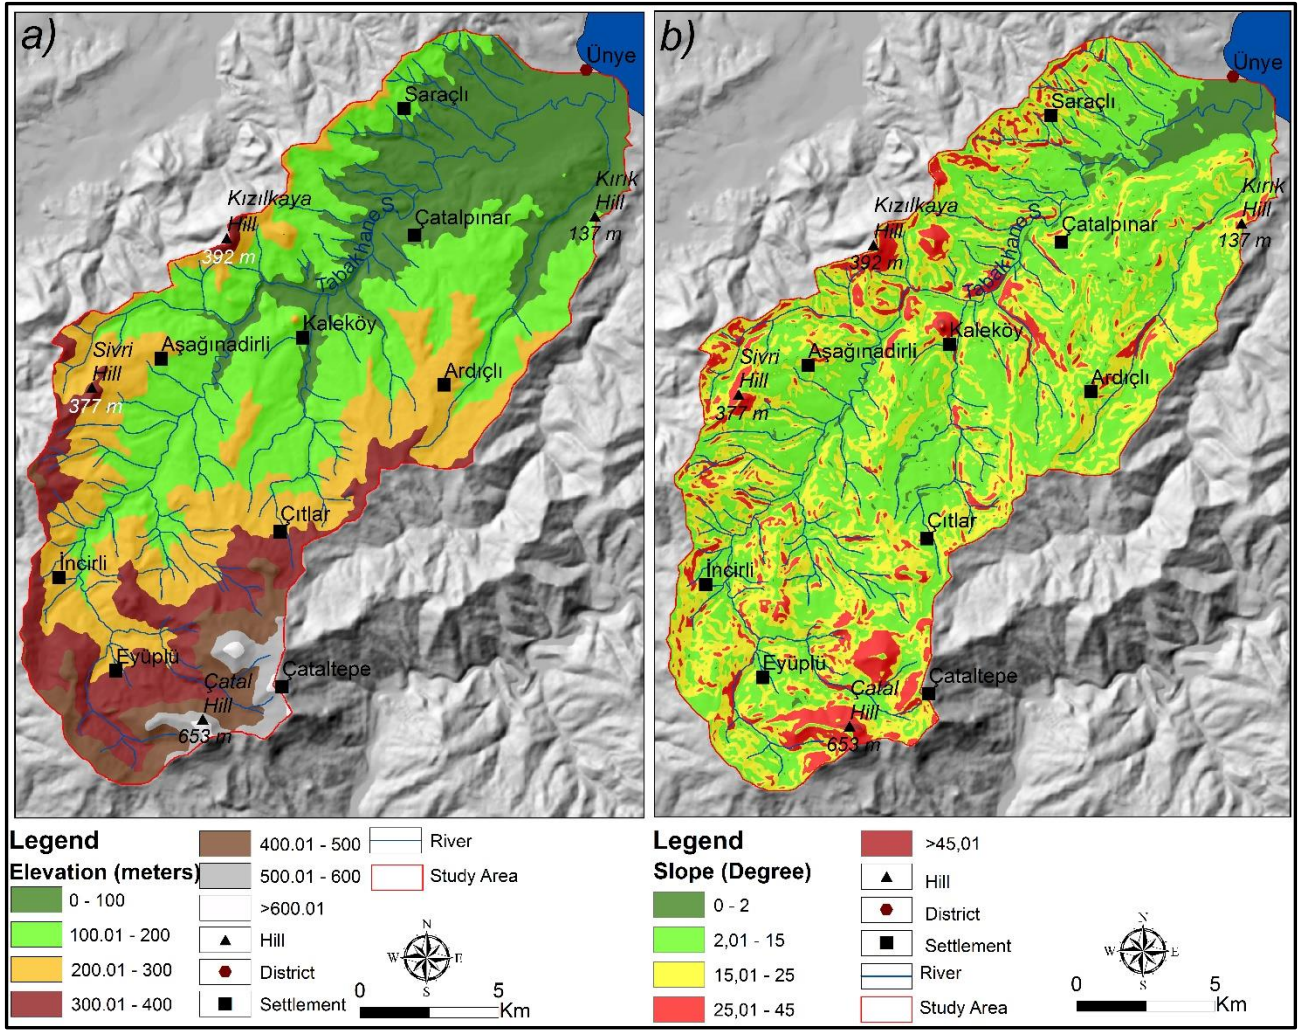 a)
Ünye
Saraçlı
Kızılkaya
Hill
392 m
Kırık
Hill
137 m
Çatalpınar
Tabakhane S.
Kaleköy
Sivri
Hill
377 m
Aşağınadirli
Ardıçlı
Çıtlar
İncirli
Eyüplü
Çatal
Hill
653 m
Çataltepe
Legend
Elevation (meters)
0 - 100
100.01 - 200
200.01 - 300
300.01 - 400
400.01 - 500
500.01 - 600
>600.01
Hill
District
Settlement
River
Study Area
N
W E
S
0 5
Km
b)
Ünye
Saraçlı
Kızılkaya
Hill
392 m
Kırık
Hill
137 m
Çatalpınar
Tabakhane S.
Kaleköy
Sivri
Hill
377 m
Aşağınadirli
Ardıçlı
Çıtlar
İncirli
Eyüplü
Çatal
Hill
653 m
Çataltepe
Legend
Slope (Degree)
0 - 2
2,01 - 15
15,01 - 25
25,01 - 45
>45,01
Hill
District
Settlement
River
Study Area
N
W E
S
0 5
Km